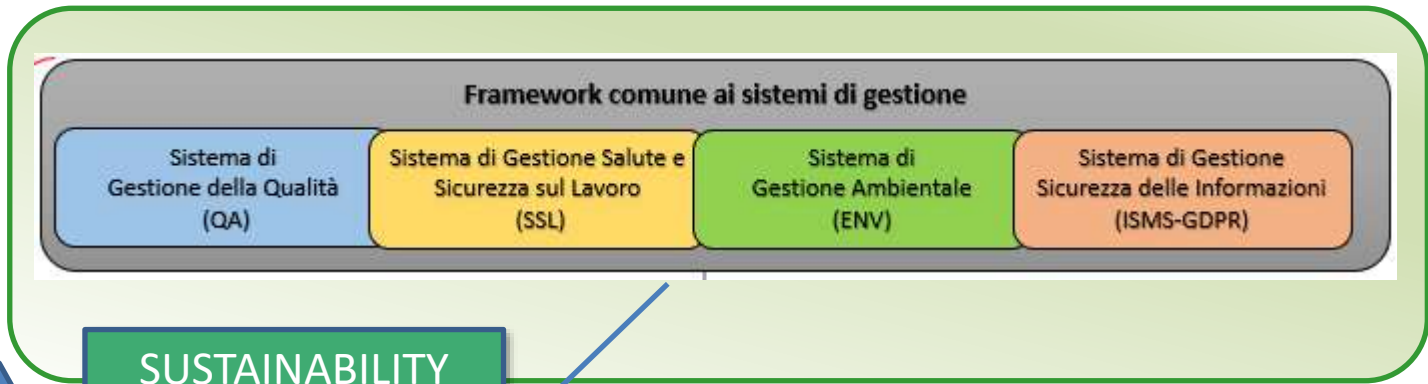 Framework comune ai sistemi di gestione
Sistema di
Gestione della Qualità
(QA)
Sistema di Gestione Salute e
Sicurezza sul Lavoro
(SSL)
Sistema di
Gestione Ambientale
(ENV)
Sistema di Gestione
Sicurezza delle Informazioni
(ISMS-GDPR)
SUSTAINABILITY